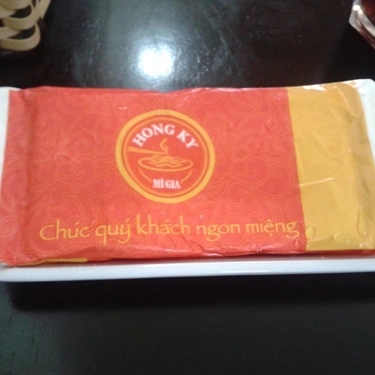 HONG KY
MÌ GIA
Chúc quý khách ngon miệng